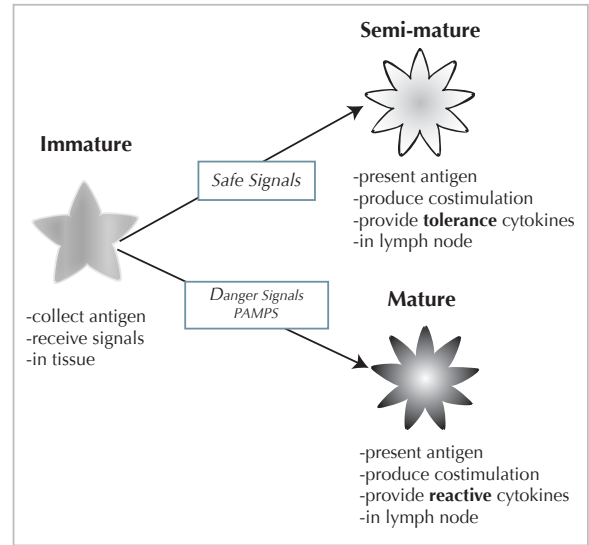 Immature
-collect antigen
-receive signals
-in tissue
Safe Signals
Danger Signals
PAMPS
Semi-mature
-present antigen
-produce costimulation
-provide tolerance cytokines
-in lymph node
Mature
-present antigen
-produce costimulation
-provide reactive cytokines
-in lymph node